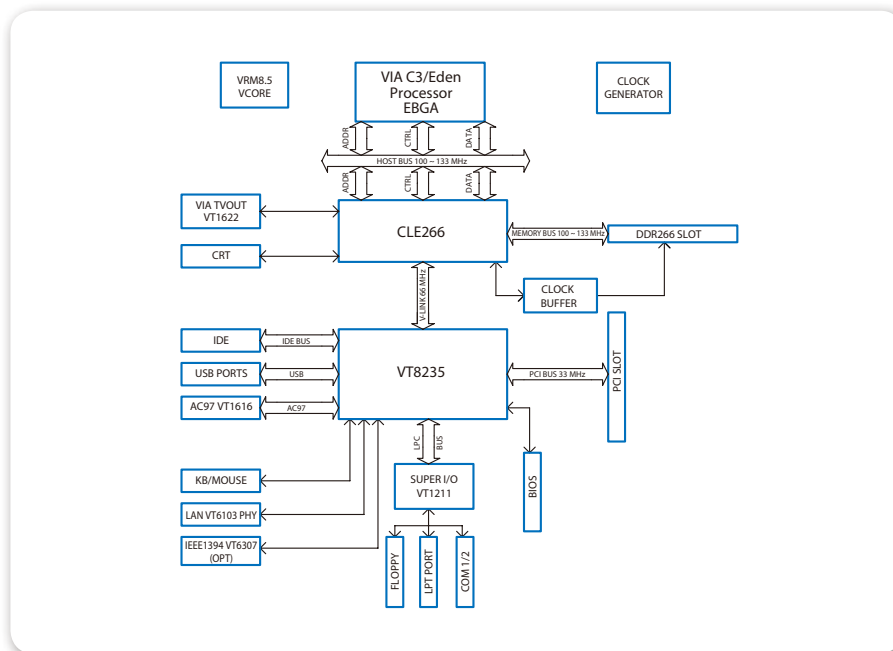 VRM8.5
VCORE
VIA C3/Eden
Processor
EBGA
CLOCK
GENERATOR
ADDR
CTRL
DATA
HOST BUS 100 ~ 133 MHz
ADDR
CTRL
DATA
VIA TVOUT
VT1622
CLE266
MEMORY BUS 100 ~ 133 MHz
DDR266 SLOT
CRT
V-LINK 66 MHz
CLOCK
BUFFER
IDE
IDE BUS
USB PORTS
USB
VT8235
PCI BUS 33 MHz
PCI SLOT
AC97 VT1616
AC97
LPC
BUS
KB/MOUSE
SUPER I/O
VT1211
BIOS
LAN VT6103 PHY
IEEE1394 VT6307
(OPT)
FLOPPY
LPT PORT
COM 1/2